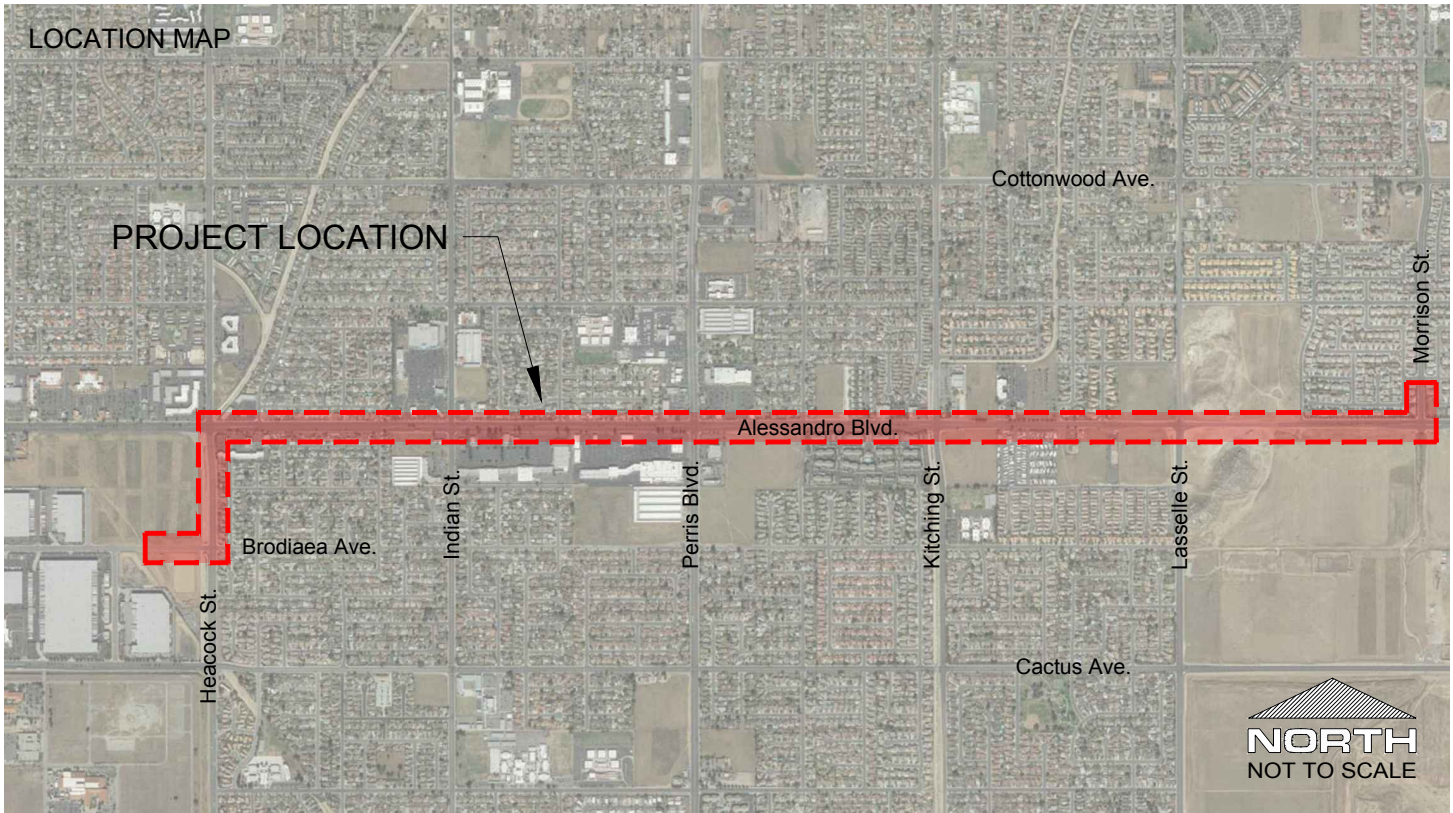 LOCATION MAP
Cottonwood Ave.
PROJECT LOCATION
Morrison St.
Alessandro Blvd.
Indian St.
Perris Blvd.
Kitching St.
Lasselle St.
Brodiaea Ave.
Heacock St.
Cactus Ave.
NORTH
NOT TO SCALE